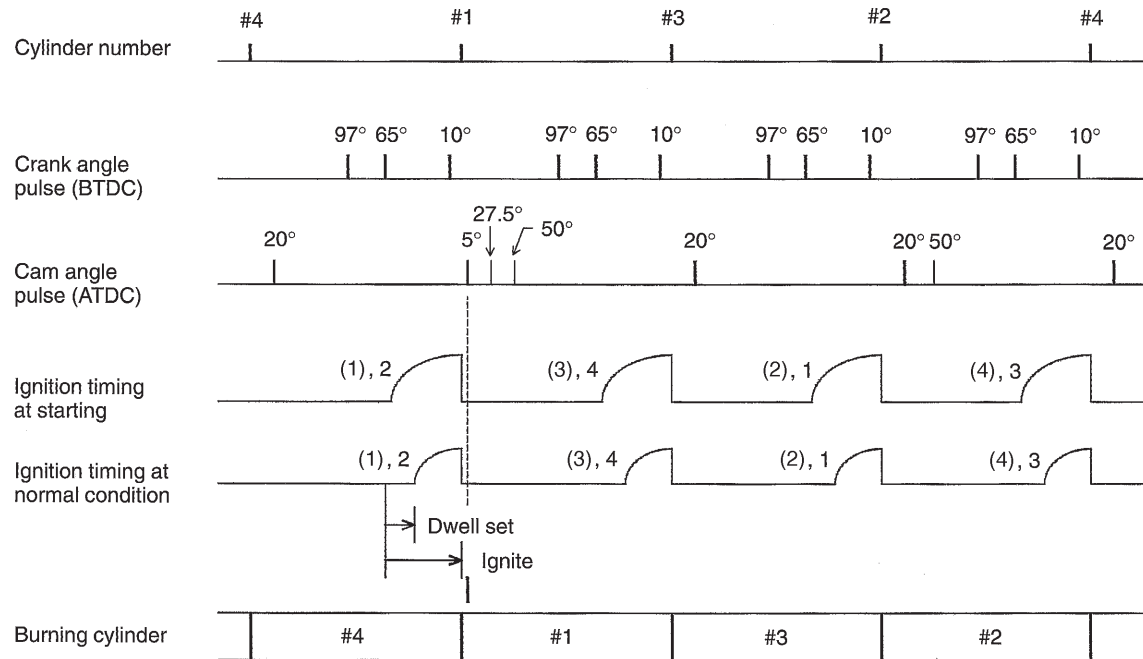 #4 #1 #3 #2 #4
Cylinder number
97° 65° 10° 97° 65° 10° 97° 65° 10° 97° 65° 10°
Crank angle
pulse (BTDC)
27.5°
50°
20° 5° 20° 20° 50° 20°
Cam angle
pulse (ATDC)
(1), 2 (3), 4 (2), 1 (4), 3
Ignition timing
at starting
(1), 2 (3), 4 (2), 1 (4), 3
Ignition timing at
normal condition
Dwell set
Ignite
Burning cylinder #4 #1 #3 #2